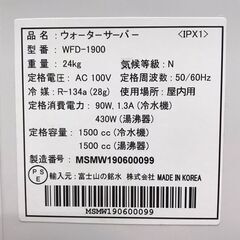 品名：ウォーターサーバー 〈IPX1〉
型番：WFD-1900
質量：24kg 気候等級：N
定格電圧：AC 100V 定格周波数：50/60Hz
冷媒：R-134a (28g) 使用場所：屋内用
定格消費電力：90W, 1.3A (冷水機)
430W (湯沸器)
定格内容量：1500 cc (冷水機)
1500 cc (湯沸器)
製造番号：MSMW190600099
PSE 輸入元：富士山の銘水 株式会社 MADE IN KOREA
MSMW190600099